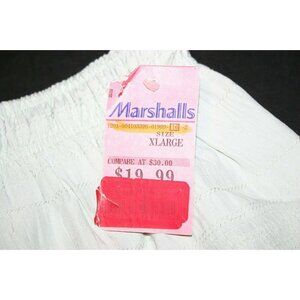 Marshalls
SIZE
XLARGE
COMPARE AT $30.00
$19.99